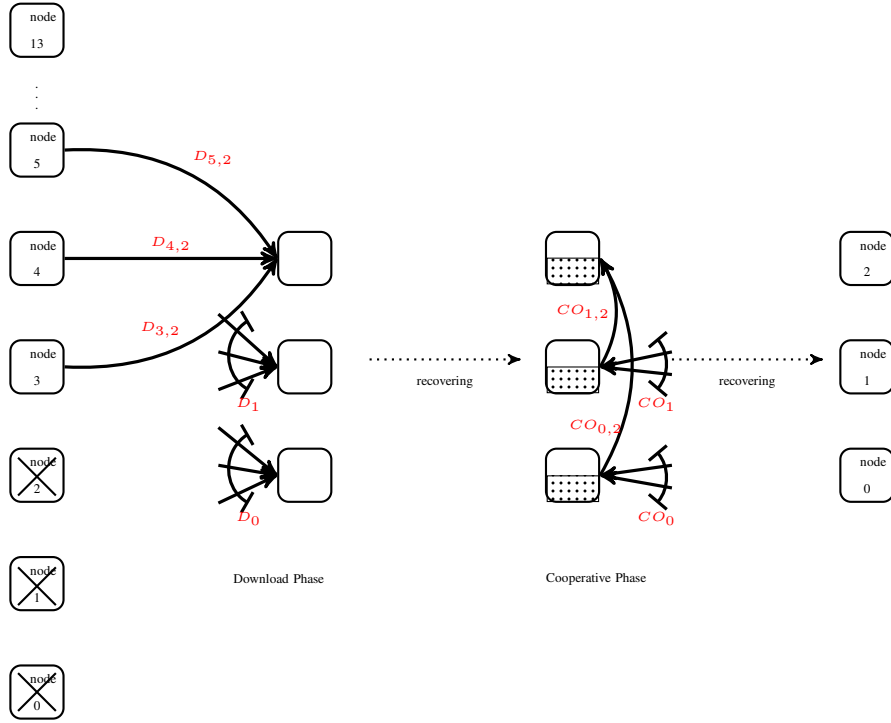 node
13
⋮
node
5
D_{5,2}
node
4
D_{4,2}
node
3
D_{3,2}
D_1
node
2
D_0
node
1
node
0
Download Phase
recovering
CO_{1,2}
CO_1
CO_{0,2}
CO_0
Cooperative Phase
recovering
node
2
node
1
node
0